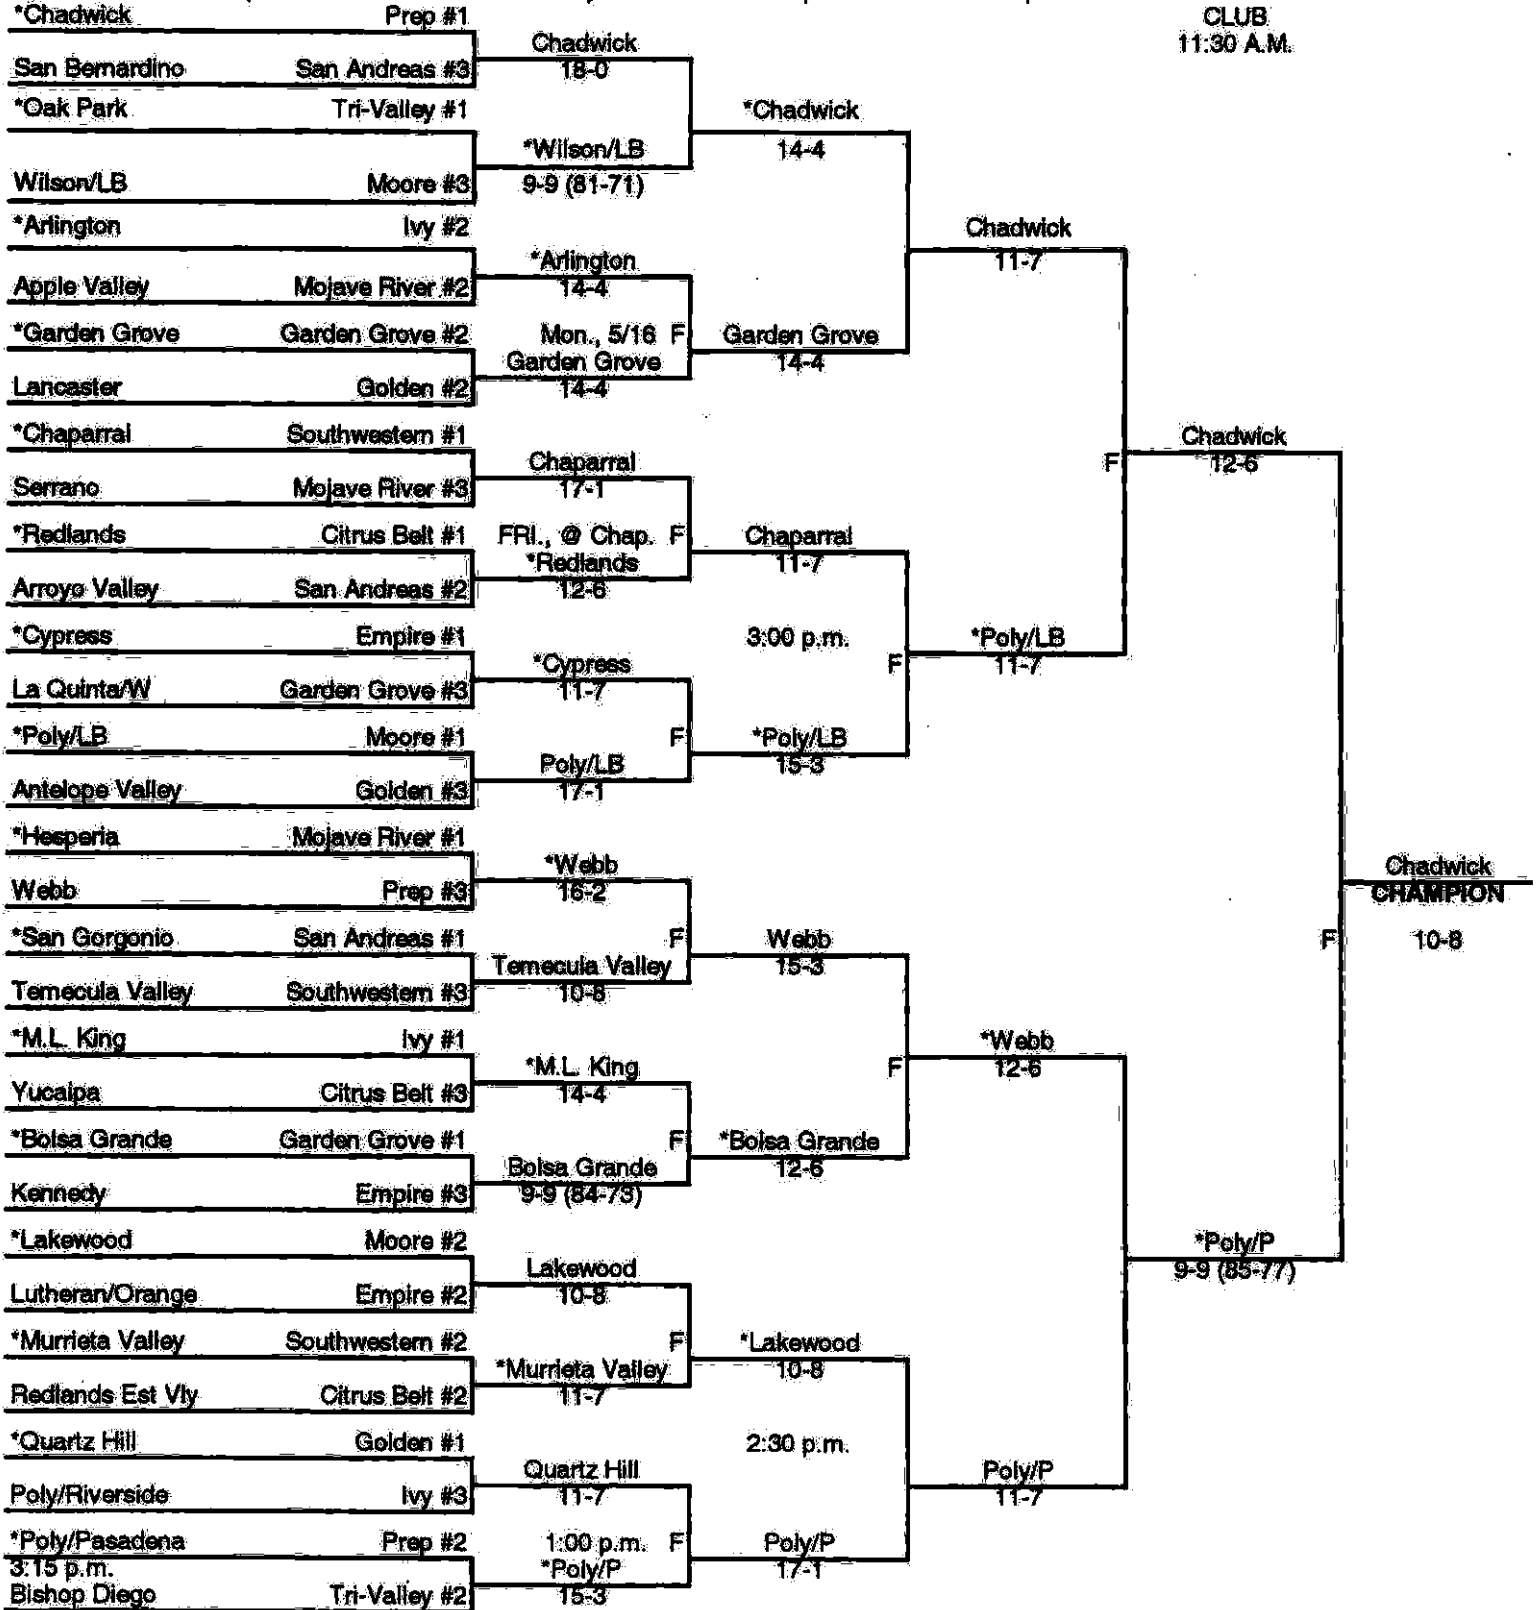 *Chadwick Prep #1
San Bernardino San Andreas #3
*Oak Park Tri-Valley #1
Wilson/LB Moore #3
*Arlington Ivy #2
Apple Valley Mojave River #2
*Garden Grove Garden Grove #2
Lancaster Golden #2
*Chaparral Southwestern #1
Serrano Mojave River #3
*Redlands Citrus Belt #1
Arroyo Valley San Andreas #2
*Cypress Empire #1
La Quinta/W Garden Grove #3
*Poly/LB Moore #1
Antelope Valley Golden #3
*Hesperia Mojave River #1
Webb Prep #3
*San Gorgonio San Andreas #1
Temecula Valley Southwestern #3
*M.L. King Ivy #1
Yucaipa Citrus Belt #3
*Bolsa Grande Garden Grove #1
Kennedy Empire #3
*Lakewood Moore #2
Lutheran/Orange Empire #2
*Murrieta Valley Southwestern #2
Redlands Est Vly Citrus Belt #2
*Quartz Hill Golden #1
Poly/Riverside Ivy #3
*Poly/Pasadena Prep #2
3:15 p.m.
Bishop Diego Tri-Valley #2
Chadwick
18-0
*Wilson/LB
9-9 (81-71)
*Arlington
14-4
Mon., 5/16 F
Garden Grove
14-4
Chaparral
17-1
FRI., @ Chap. F
*Redlands
12-6
*Cypress
11-7
F
Poly/LB
17-1
*Webb
16-2
F
Temecula Valley
10-8
*M.L. King
14-4
F
Bolsa Grande
9-9 (84-73)
Lakewood
10-8
F
*Murrieta Valley
11-7
Quartz Hill
11-7
1:00 p.m. F
*Poly/P
15-3
*Chadwick
14-4
Garden Grove
14-4
Chaparral
11-7
3:00 p.m.
F
*Poly/LB
15-3
Webb
15-3
F
*Bolsa Grande
12-6
*Lakewood
10-8
2:30 p.m.
Poly/P
17-1
Chadwick
11-7
F
*Poly/LB
11-7
*Webb
12-6
Poly/P
11-7
CLUB
11:30 A.M.
Chadwick
12-6
F
*Poly/P
9-9 (85-77)
Chadwick
CHAMPION
10-8